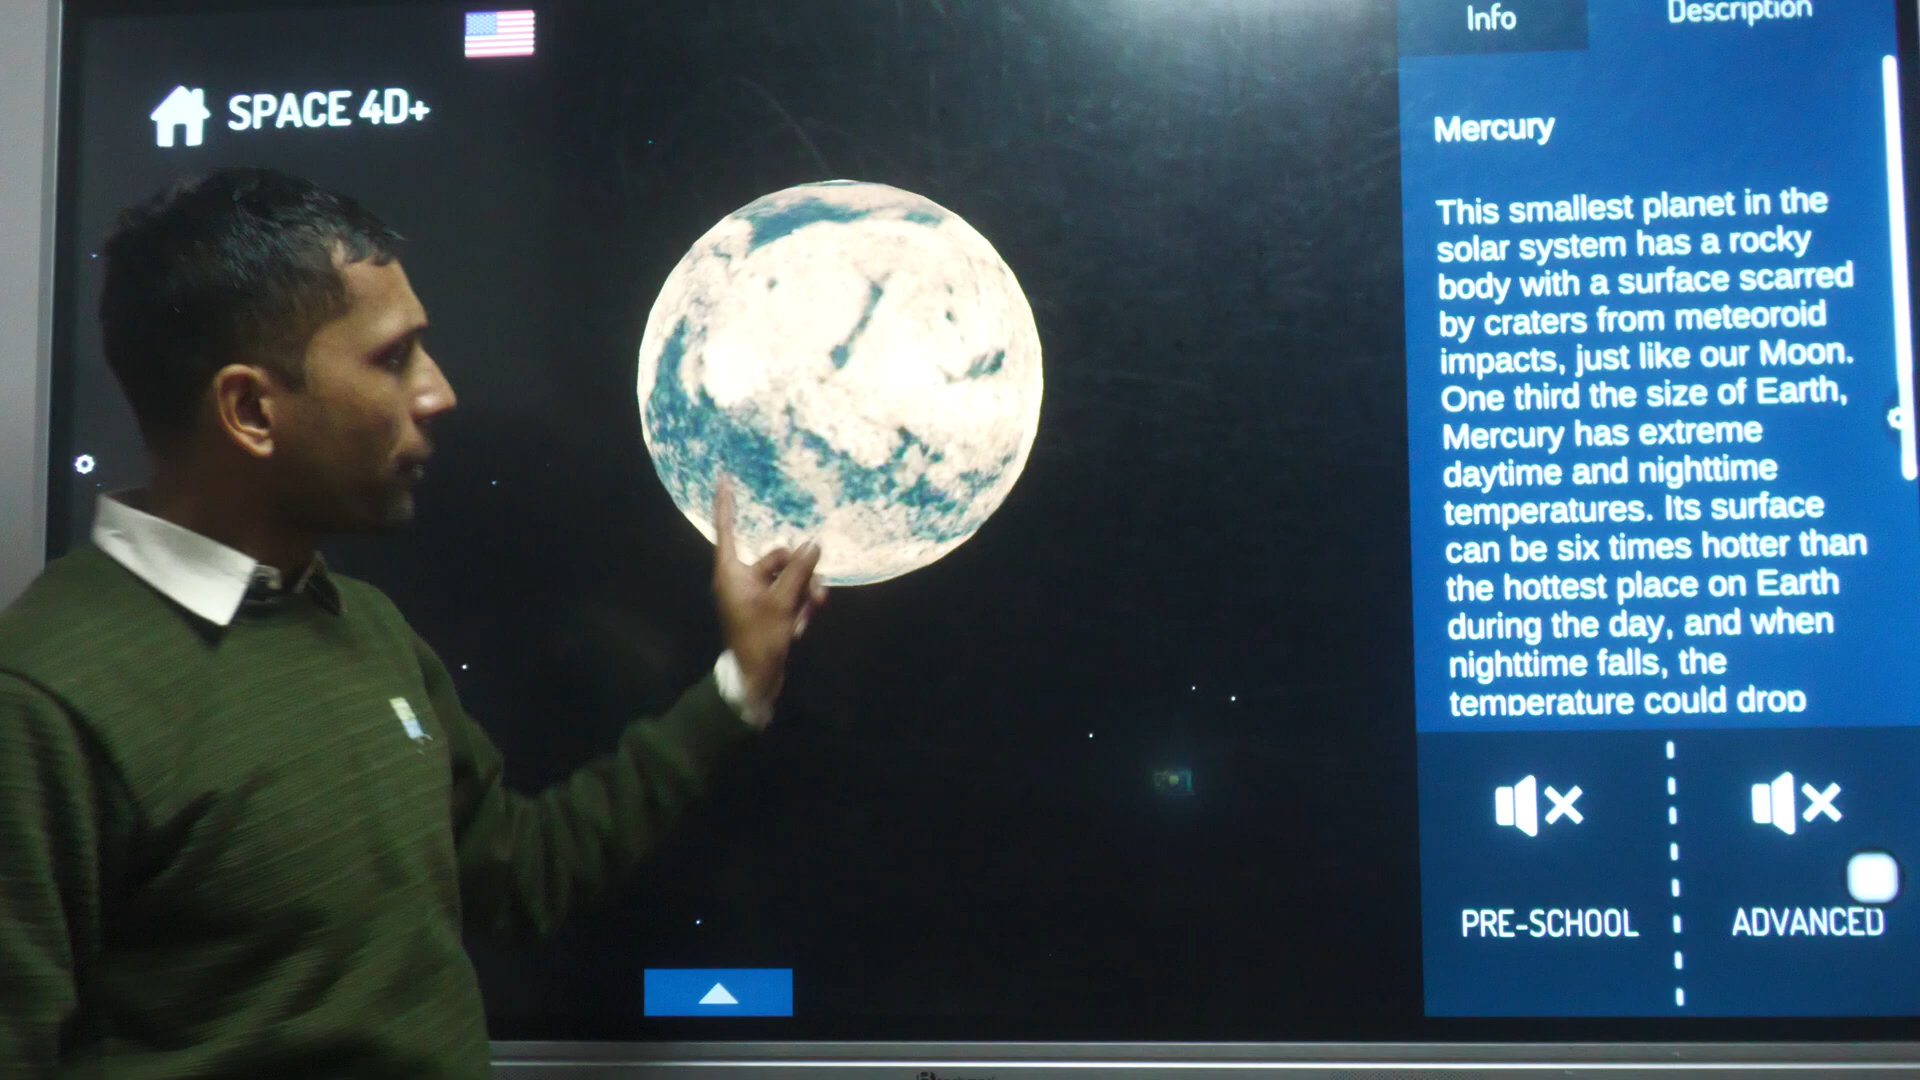 SPACE 4D+
Info
Description
Mercury
This smallest planet in the
solar system has a rocky
body with a surface scarred
by craters from meteoroid
impacts, just like our Moon.
One third the size of Earth,
Mercury has extreme
daytime and nighttime
temperatures. Its surface
can be six times hotter than
the hottest place on Earth
during the day, and when
nighttime falls, the
temperature could drop
PRE-SCHOOL
ADVANCED